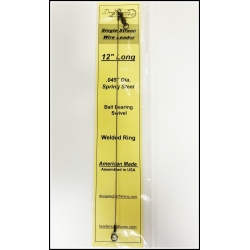 Single Strand
Wire Leader
12" Long
.045" Dia.
Spring Steel
Ball Bearing
Swivel
Welded Ring
American Made
Assembled in USA